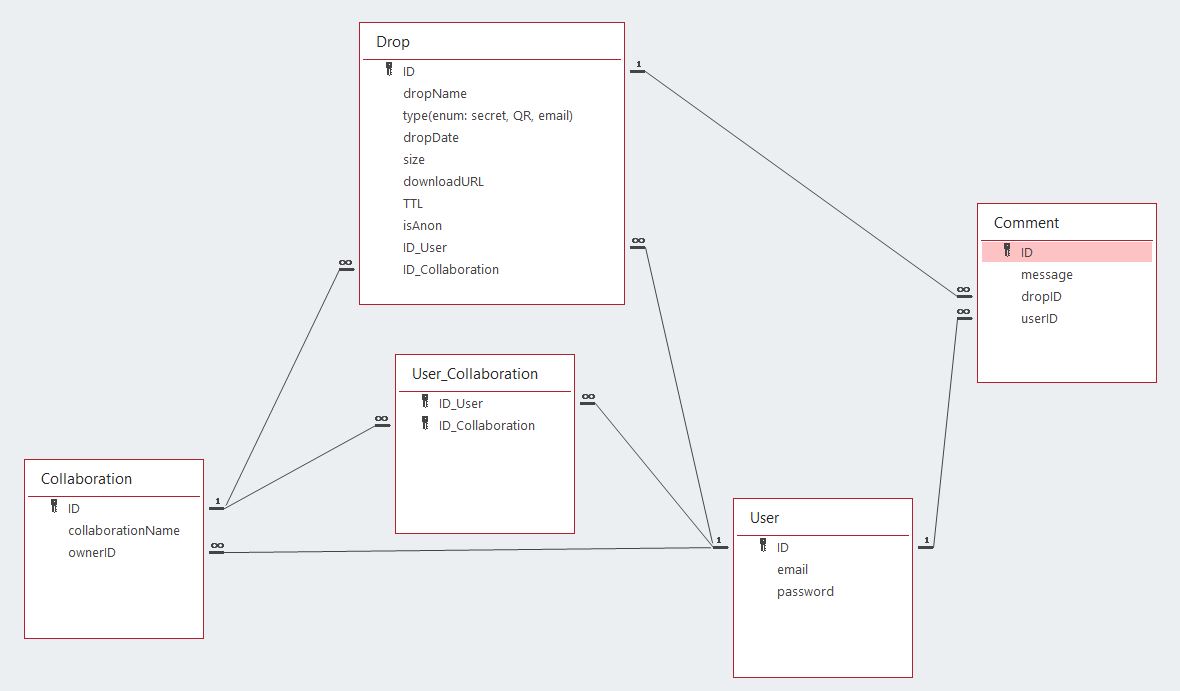 Drop
ID
dropName
type(enum: secret, QR, email)
dropDate
size
downloadURL
TTL
isAnon
ID_User
ID_Collaboration
1
∞
∞
Comment
ID
message
dropID
userID
∞
∞
User_Collaboration
ID_User
ID_Collaboration
∞
∞
Collaboration
ID
collaborationName
ownerID
1
∞
User
ID
email
password
1
1